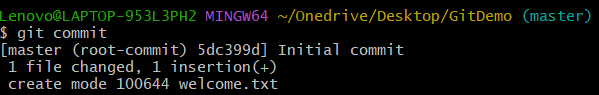 Lenovo@LAPTOP-953L3PH2 MINGW64 ~/Onedrive/Desktop/GitDemo (master)
$ git commit
[master (root-commit) 5dc399d] Initial commit
 1 file changed, 1 insertion(+)
 create mode 100644 welcome.txt